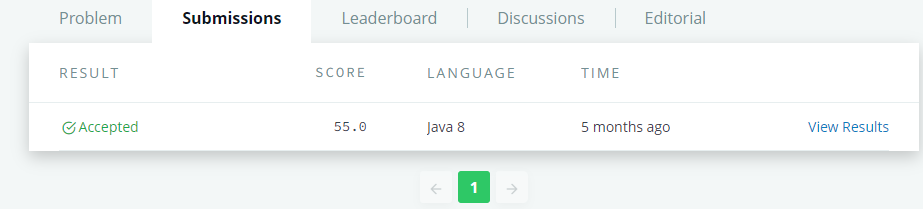 Problem Submissions Leaderboard Discussions Editorial
RESULT SCORE LANGUAGE TIME
Accepted 55.0 Java 8 5 months ago View Results
1